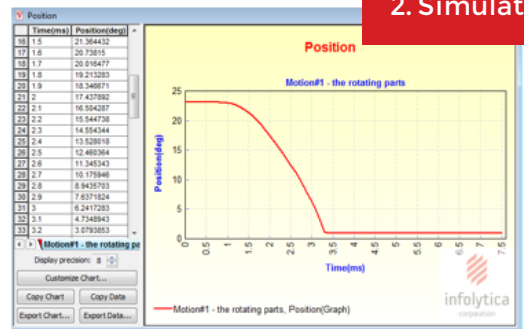 2. Simulat
Position
Time(ms) Position(deg)
16 1.5 21.364432
17 1.6 20.73815
18 1.7 20.016477
19 1.8 19.213283
20 1.9 18.346671
21 2 17.437892
22 2.1 16.504287
23 2.2 15.544738
24 2.3 14.554344
25 2.4 13.528018
26 2.5 12.460364
27 2.6 11.345343
28 2.7 10.175946
29 2.8 8.9435703
30 2.9 7.6371824
31 3 6.2417283
32 3.1 4.7348943
33 3.2 3.0793853
Motion#1 - the rotating pa
Display precision: 8
Customize Chart...
Copy Chart Copy Data
Export Chart... Export Data...
Position
Motion#1 - the rotating parts
Position(deg)
25
20
15
10
5
0
0 0.5 1 1.5 2 2.5 3 3.5 4 4.5 5 5.5 6 6.5 7 7.5
Time(ms)
Motion#1 - the rotating parts, Position(Graph)
infolytica
corporation